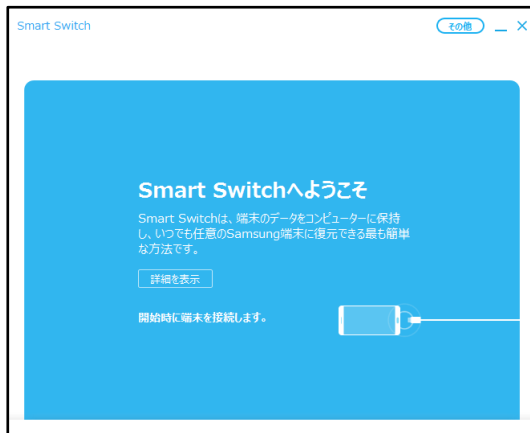 Smart Switch
その他
Smart Switchへようこそ
Smart Switchは、端末のデータをコンピューターに保持
し、いつでも任意のSamsung端末に復元できる最も簡単
な方法です。
詳細を表示
開始時に端末を接続します。